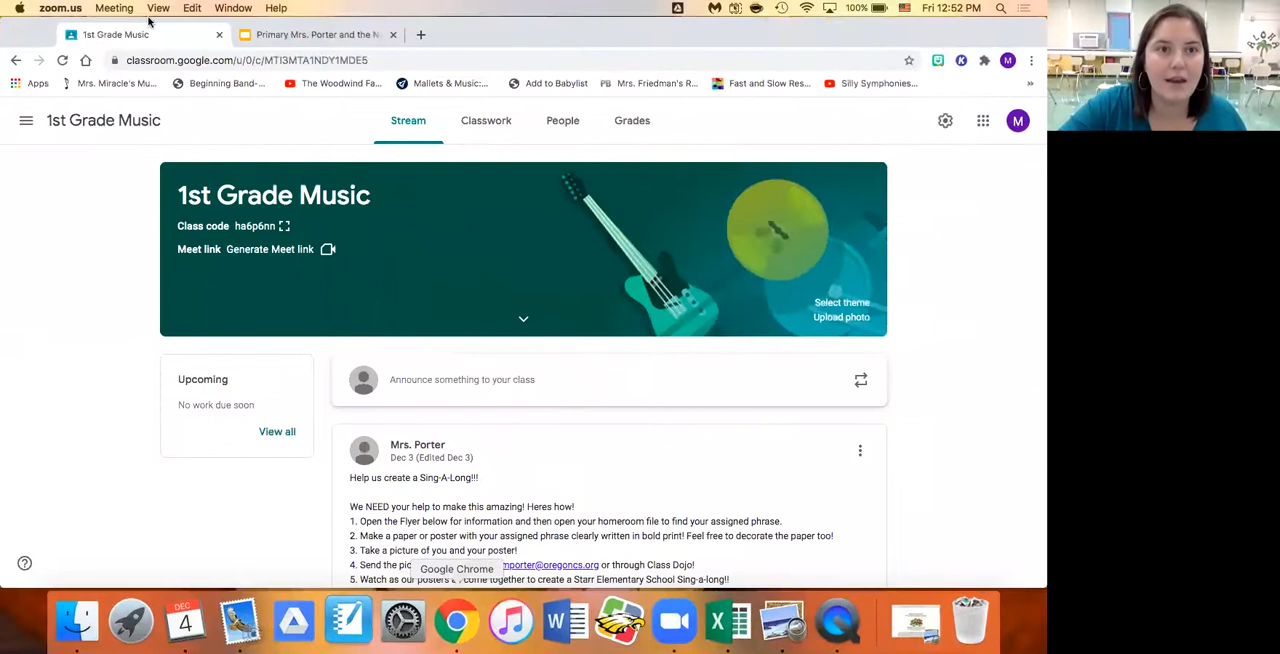 zoom.us Meeting View Edit Window Help 100% Fri 12:52 PM
1st Grade Music Primary Mrs. Porter and the N
classroom.google.com/u/0/c/MTI3MTA1NDY1MDE5 M
Apps Mrs. Miracle's Mu... Beginning Band-... The Woodwind Fa... Mallets & Music:... Add to Babylist Mrs. Friedman's R... Fast and Slow Res... Silly Symphonies... »
1st Grade Music Stream Classwork People Grades M
1st Grade Music
Class code ha6p6nn
Meet link Generate Meet link
Select theme
Upload photo
Upcoming
No work due soon
View all
Announce something to your class
Mrs. Porter
Dec 3 (Edited Dec 3)
Help us create a Sing-A-Long!!!
We NEED your help to make this amazing! Heres how!
1. Open the Flyer below for information and then open your homeroom file to find your assigned phrase.
2. Make a paper or poster with your assigned phrase clearly written in bold print! Feel free to decorate the paper too!
3. Take a picture of you and your poster!
4. Send the pic mporter@oregoncs.org or through Class Dojo!
Google Chrome
5. Watch as our posters come together to create a Starr Elementary School Sing-a-long!!
DEC
4